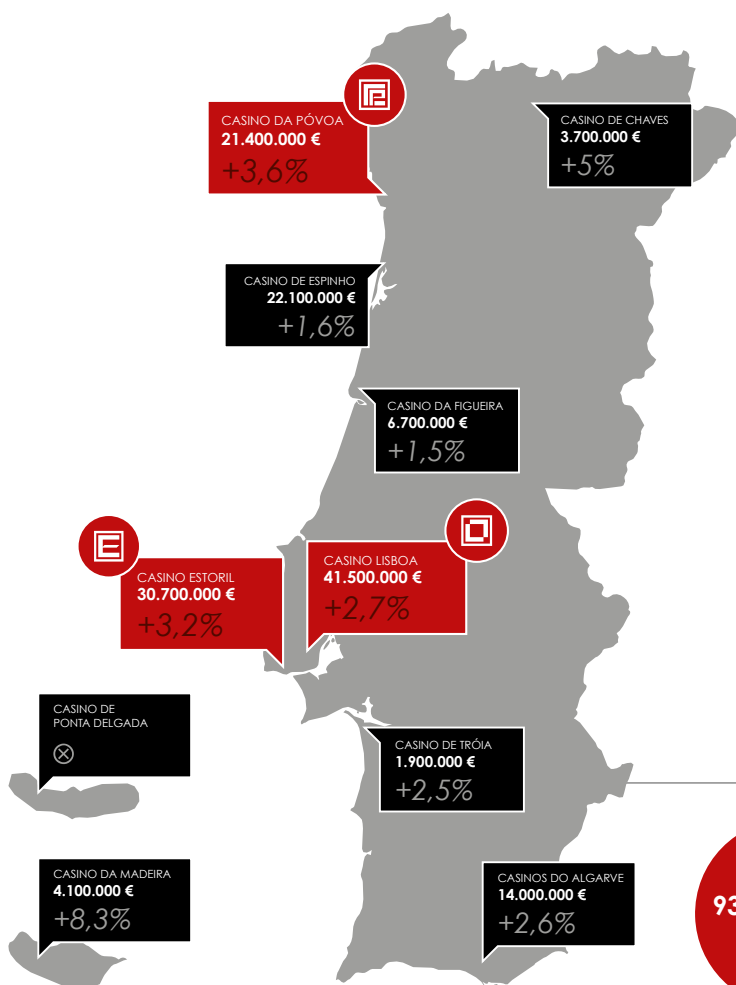 CASINO DA PÓVOA
21.400.000 €
+3,6%
CASINO DE CHAVES
3.700.000 €
+5%
CASINO DE ESPINHO
22.100.000 €
+1,6%
CASINO DA FIGUEIRA
6.700.000 €
+1,5%
CASINO ESTORIL
30.700.000 €
+3,2%
CASINO LISBOA
41.500.000 €
+2,7%
CASINO DE
PONTA DELGADA
CASINO DE TRÓIA
1.900.000 €
+2,5%
CASINO DA MADEIRA
4.100.000 €
+8,3%
CASINOS DO ALGARVE
14.000.000 €
+2,6%
93